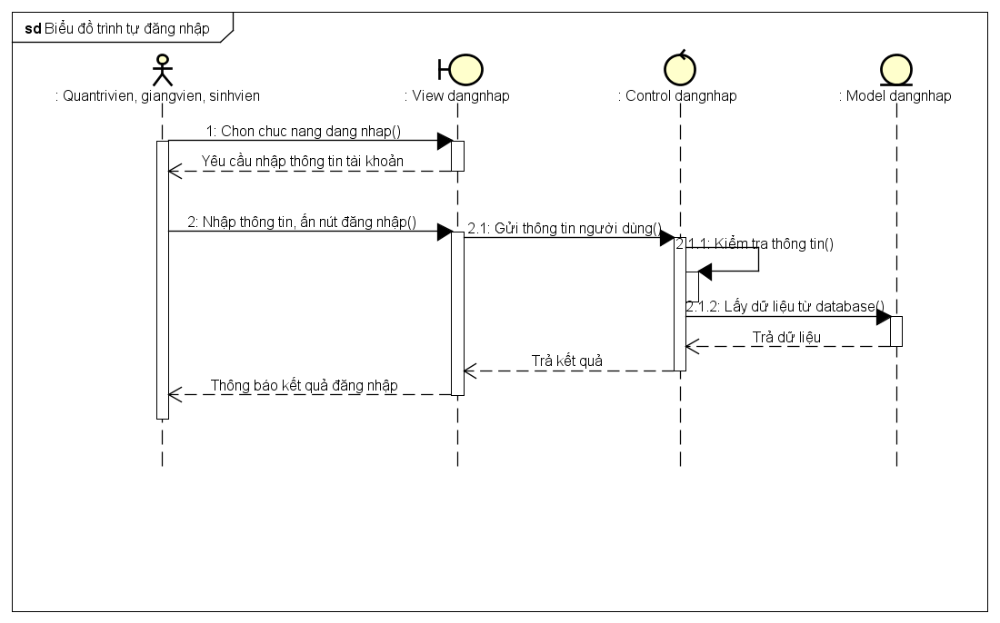 sd Biểu đồ trình tự đăng nhập
: Quantrivien, giangvien, sinhvien
: View dangnhap
: Control dangnhap
: Model dangnhap
1: Chon chuc nang dang nhap()
Yêu cầu nhập thông tin tài khoản
2: Nhập thông tin, ấn nút đăng nhập()
2.1: Gửi thông tin người dùng()
2.1.1: Kiểm tra thông tin()
2.1.2: Lấy dữ liệu từ database()
Trả dữ liệu
Trả kết quả
Thông báo kết quả đăng nhập